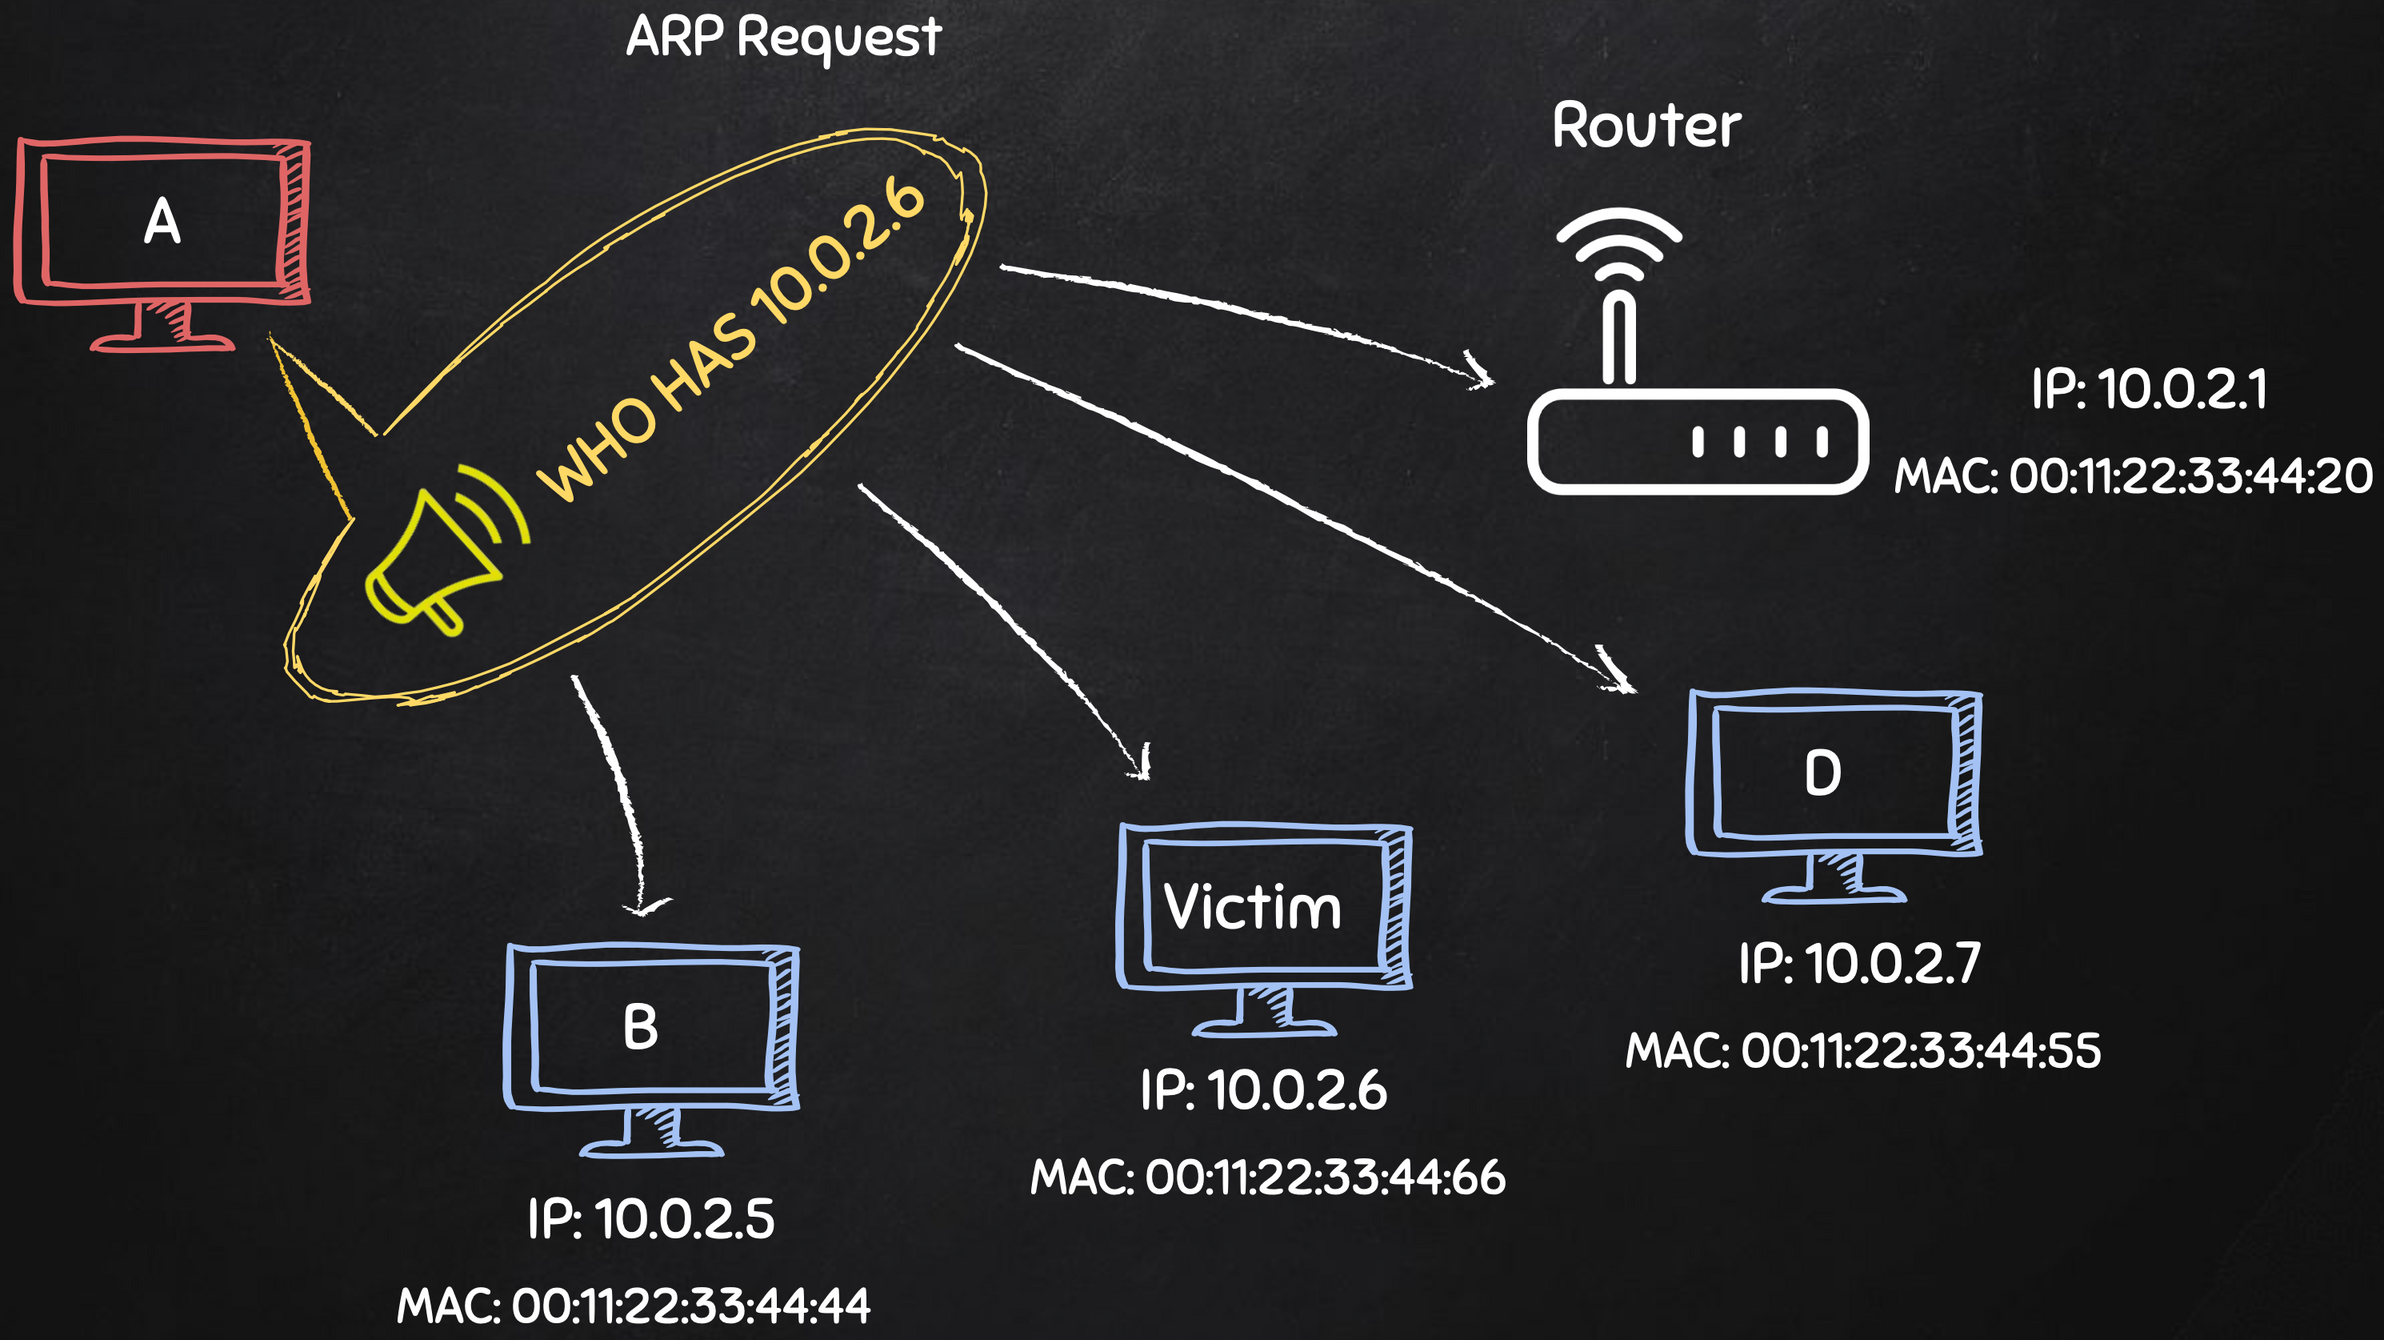 ARP Request
A
WHO HAS 10.0.2.6
Router
IP: 10.0.2.1
MAC: 00:11:22:33:44:20
D
IP: 10.0.2.7
MAC: 00:11:22:33:44:55
Victim
IP: 10.0.2.6
MAC: 00:11:22:33:44:66
B
IP: 10.0.2.5
MAC: 00:11:22:33:44:44